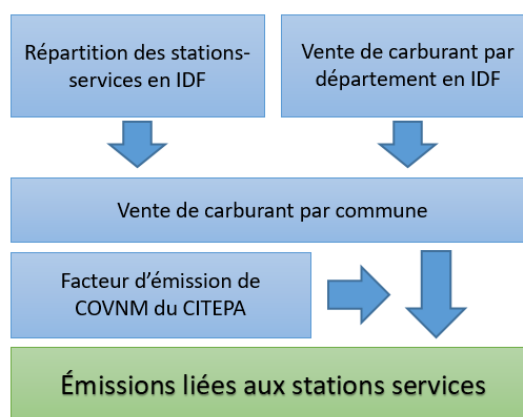 Répartition des stations-
services en IDF
Vente de carburant par
département en IDF
Vente de carburant par commune
Facteur d'émission de
COVNM du CITEPA
Émissions liées aux stations services